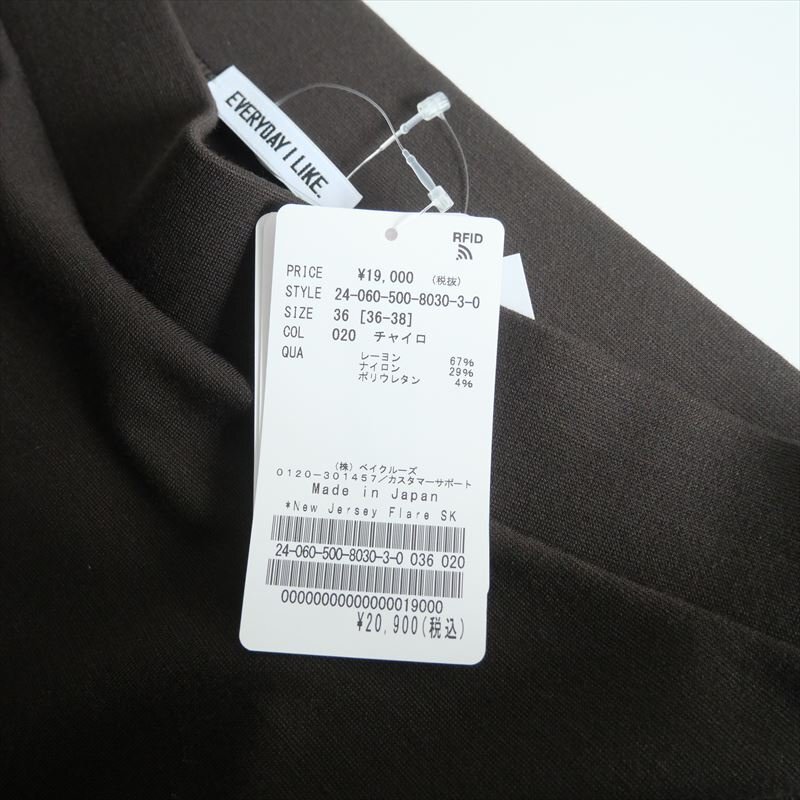 EVERYDAY I LIKE.
RFID
PRICE ¥19,000 (税抜)
STYLE 24-060-500-8030-3-0
SIZE 36 [36-38]
COL 020 チャイロ
QUA レーヨン 67%
ナイロン 29%
ポリウレタン 4%
(株) ベイクルーズ
0120-301457/カスタマーサポート
Made in Japan
*New Jersey Flare SK
24-060-500-8030-3-0 036 020
00000000000000019000
¥20,900(税込)